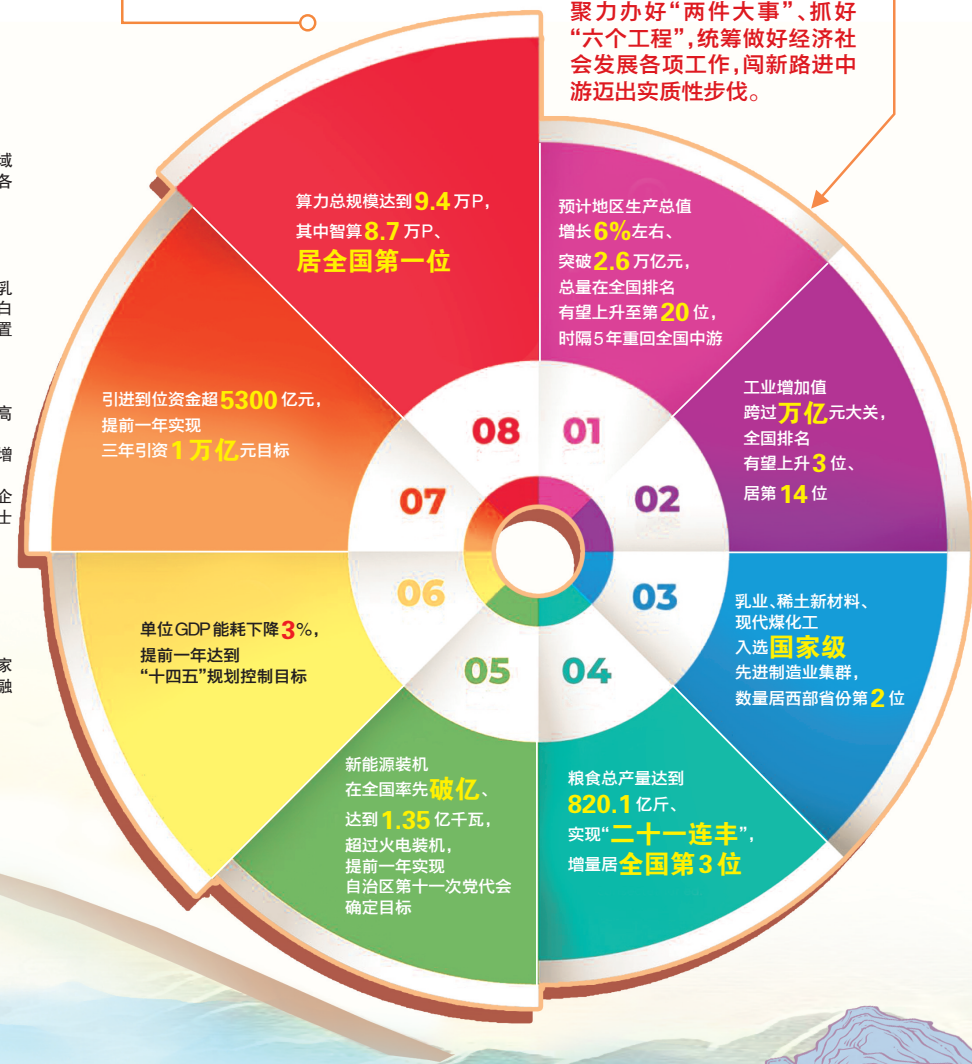 聚力办好“两件大事”、抓好
“六个工程”,统筹做好经济社
会发展各项工作,闯新路进中
游迈出实质性步伐。
域
各
乳
白
置
高
增
企
士
家
融
预计地区生产总值
增长6%左右、
突破2.6万亿元,
总量在全国排名
有望上升至第20位,
时隔5年重回全国中游
01
工业增加值
跨过万亿元大关,
全国排名
有望上升3位、
居第14位
02
乳业、稀土新材料、
现代煤化工
入选国家级
先进制造业集群,
数量居西部省份第2位
03
粮食总产量达到
820.1亿斤、
实现“二十一连丰”,
增量居全国第3位
04
新能源装机
在全国率先破亿、
达到1.35亿千瓦,
超过火电装机,
提前一年实现
自治区第十一次党代会
确定目标
05
单位GDP能耗下降3%,
提前一年达到
“十四五”规划控制目标
06
引进到位资金超5300亿元,
提前一年实现
三年引资1万亿元目标
07
算力总规模达到9.4万P,
其中智算8.7万P、
居全国第一位
08